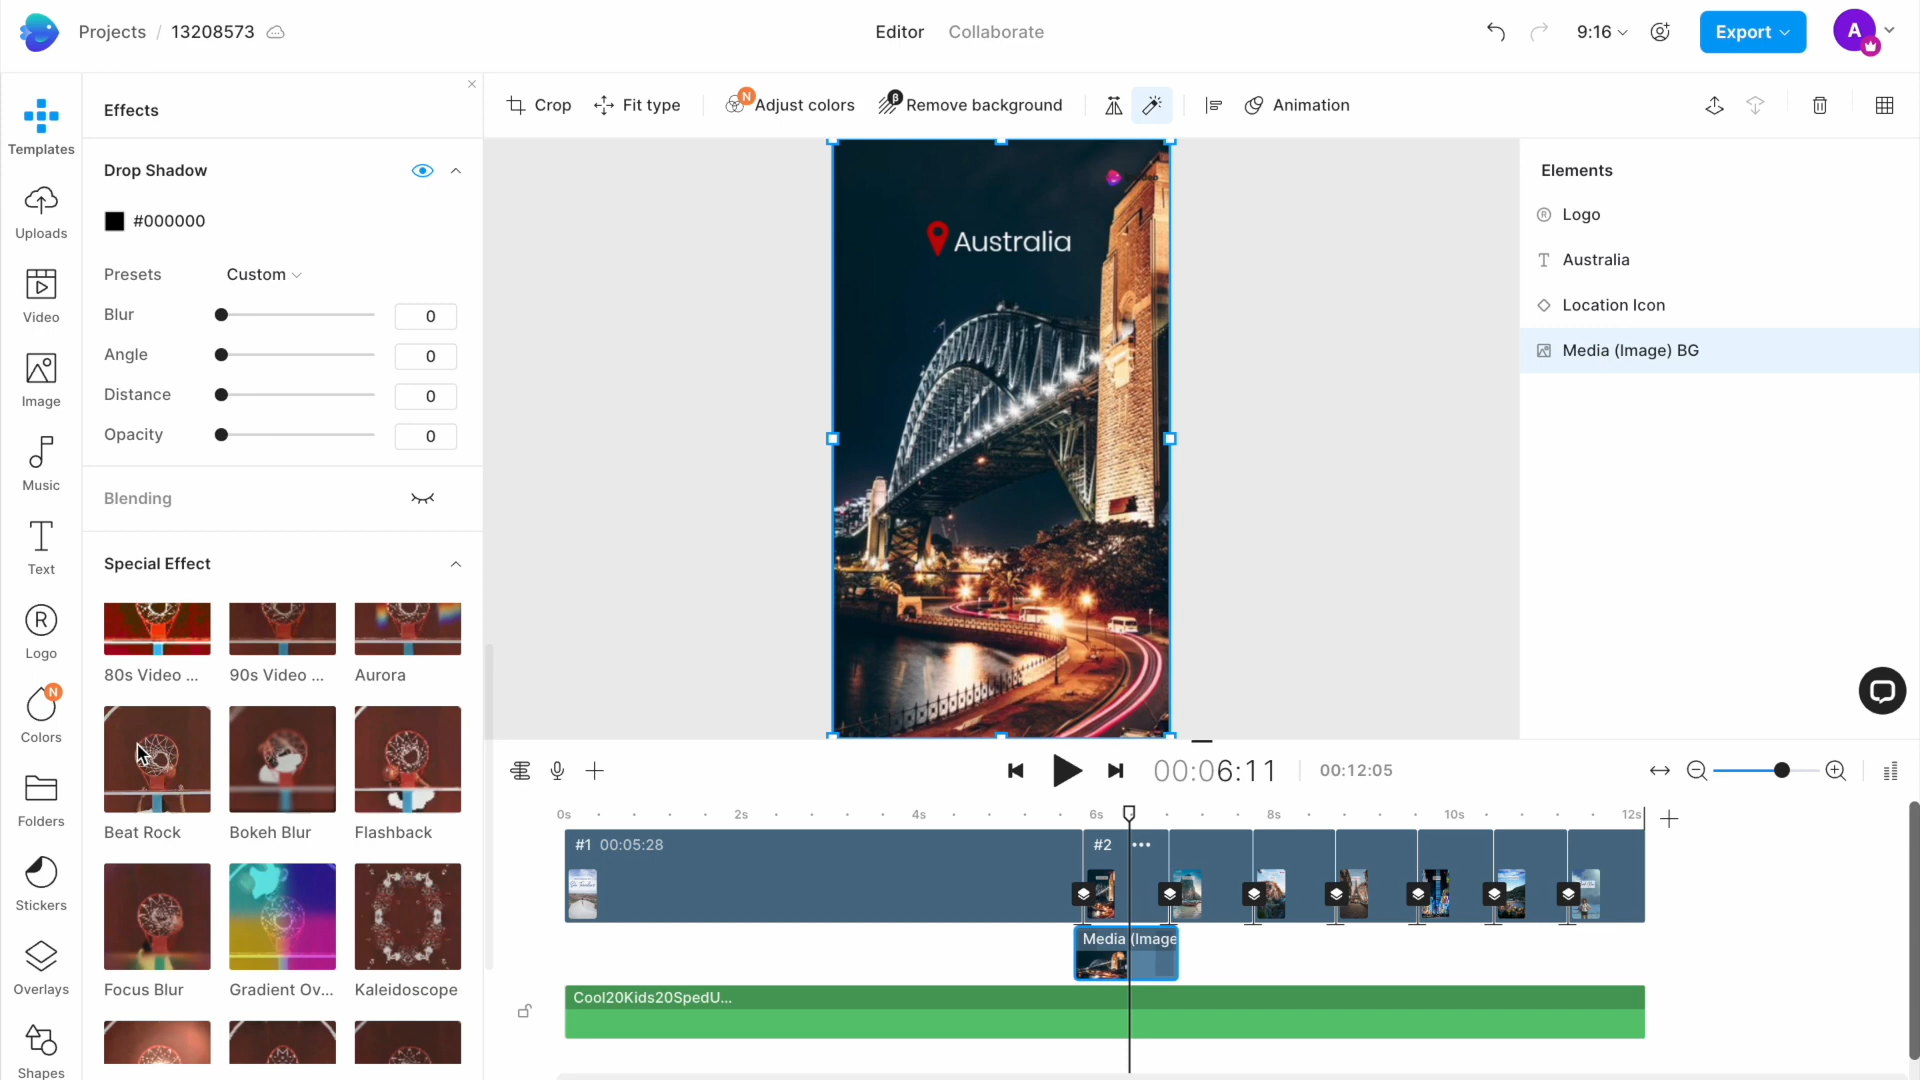 Projects / 13208573
Editor Collaborate
9:16
Export
A
Templates
Uploads
Video
Image
Music
Text
Logo
Colors
Folders
Stickers
Overlays
Shapes
Effects
Drop Shadow
#000000
Presets Custom
Blur 0
Angle 0
Distance 0
Opacity 0
Blending
Special Effect
80s Video ... 90s Video ... Aurora
Beat Rock Bokeh Blur Flashback
Focus Blur Gradient Ov... Kaleidoscope
Crop Fit type N Adjust colors β Remove background Animation
Australia
Elements
R Logo
T Australia
Location Icon
Media (Image) BG
00:06:11 00:12:05
0s 2s 4s 6s 8s 10s 12s
#1 00:05:28 #2
Media (Image
Cool20Kids20SpedU...